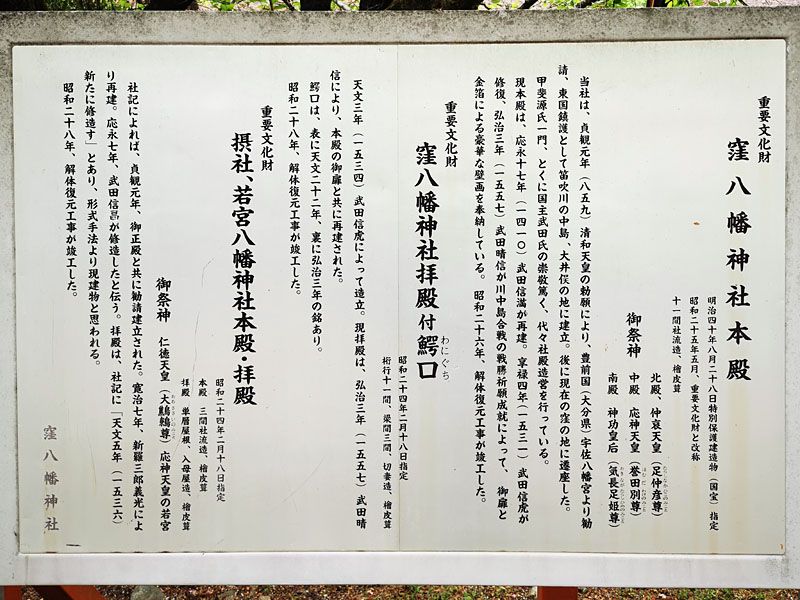 重要文化財
窪八幡神社本殿
明治四十年八月二十八日特別保護建造物（国宝）指定
昭和二十五年五月、重要文化財と改称
十一間社流造、檜皮葺
御祭神
北殿、仲哀天皇（足仲彦尊）
中殿　応神天皇（誉田別尊）
南殿　神功皇后（気長足姫尊）
当社は、貞観元年（八五九）清和天皇の勅願により、豊前国（大分県）宇佐八幡宮より勧
請、東国鎮護として笛吹川の中島、大井俣の地に建立。後に現在の窪の地に遷座した。
甲斐源氏一門、とくに国主武田氏の崇敬篤く、代々社殿造営を行っている。
現本殿は、応永十七年（一四一〇）武田信満が再建。享禄四年（一五三一）武田信虎が
修復、弘治三年（一五五七）武田晴信が川中島合戦の戦勝祈願成就によって、御扉と
金箔による豪華な壁画を奉納している。昭和二十六年、解体復元工事が竣工した。
重要文化財
窪八幡神社拝殿付鰐口
わにぐち
昭和二十四年二月十八日指定
桁行十一間、梁間三間、切妻造、檜皮葺
天文三年（一五三四）武田信虎によって造立。現拝殿は、弘治三年（一五五七）武田晴
信により、本殿の御扉と共に再建された。
鰐口は、表に天文二十二年、裏に弘治三年の銘あり。
昭和二十八年、解体復元工事が竣工した。
重要文化財
摂社、若宮八幡神社本殿・拝殿
昭和二十四年二月十八日指定
本殿　三間社流造、檜皮葺
拝殿　単層屋根、入母屋造、檜皮葺
御祭神　仁徳天皇（大鷦鷯尊）応神天皇の若宮
社記によれば、貞観元年、御正殿と共に勧請建立された。寛治七年、新羅三郎義光によ
り再建。応永七年、武田信昌が修造したと伝う。拝殿は、社記に「天文五年（一五三六）
新たに修造す」とあり、形式手法より現建物と思われる。
昭和二十八年、解体復元工事が竣工した。
窪八幡神社